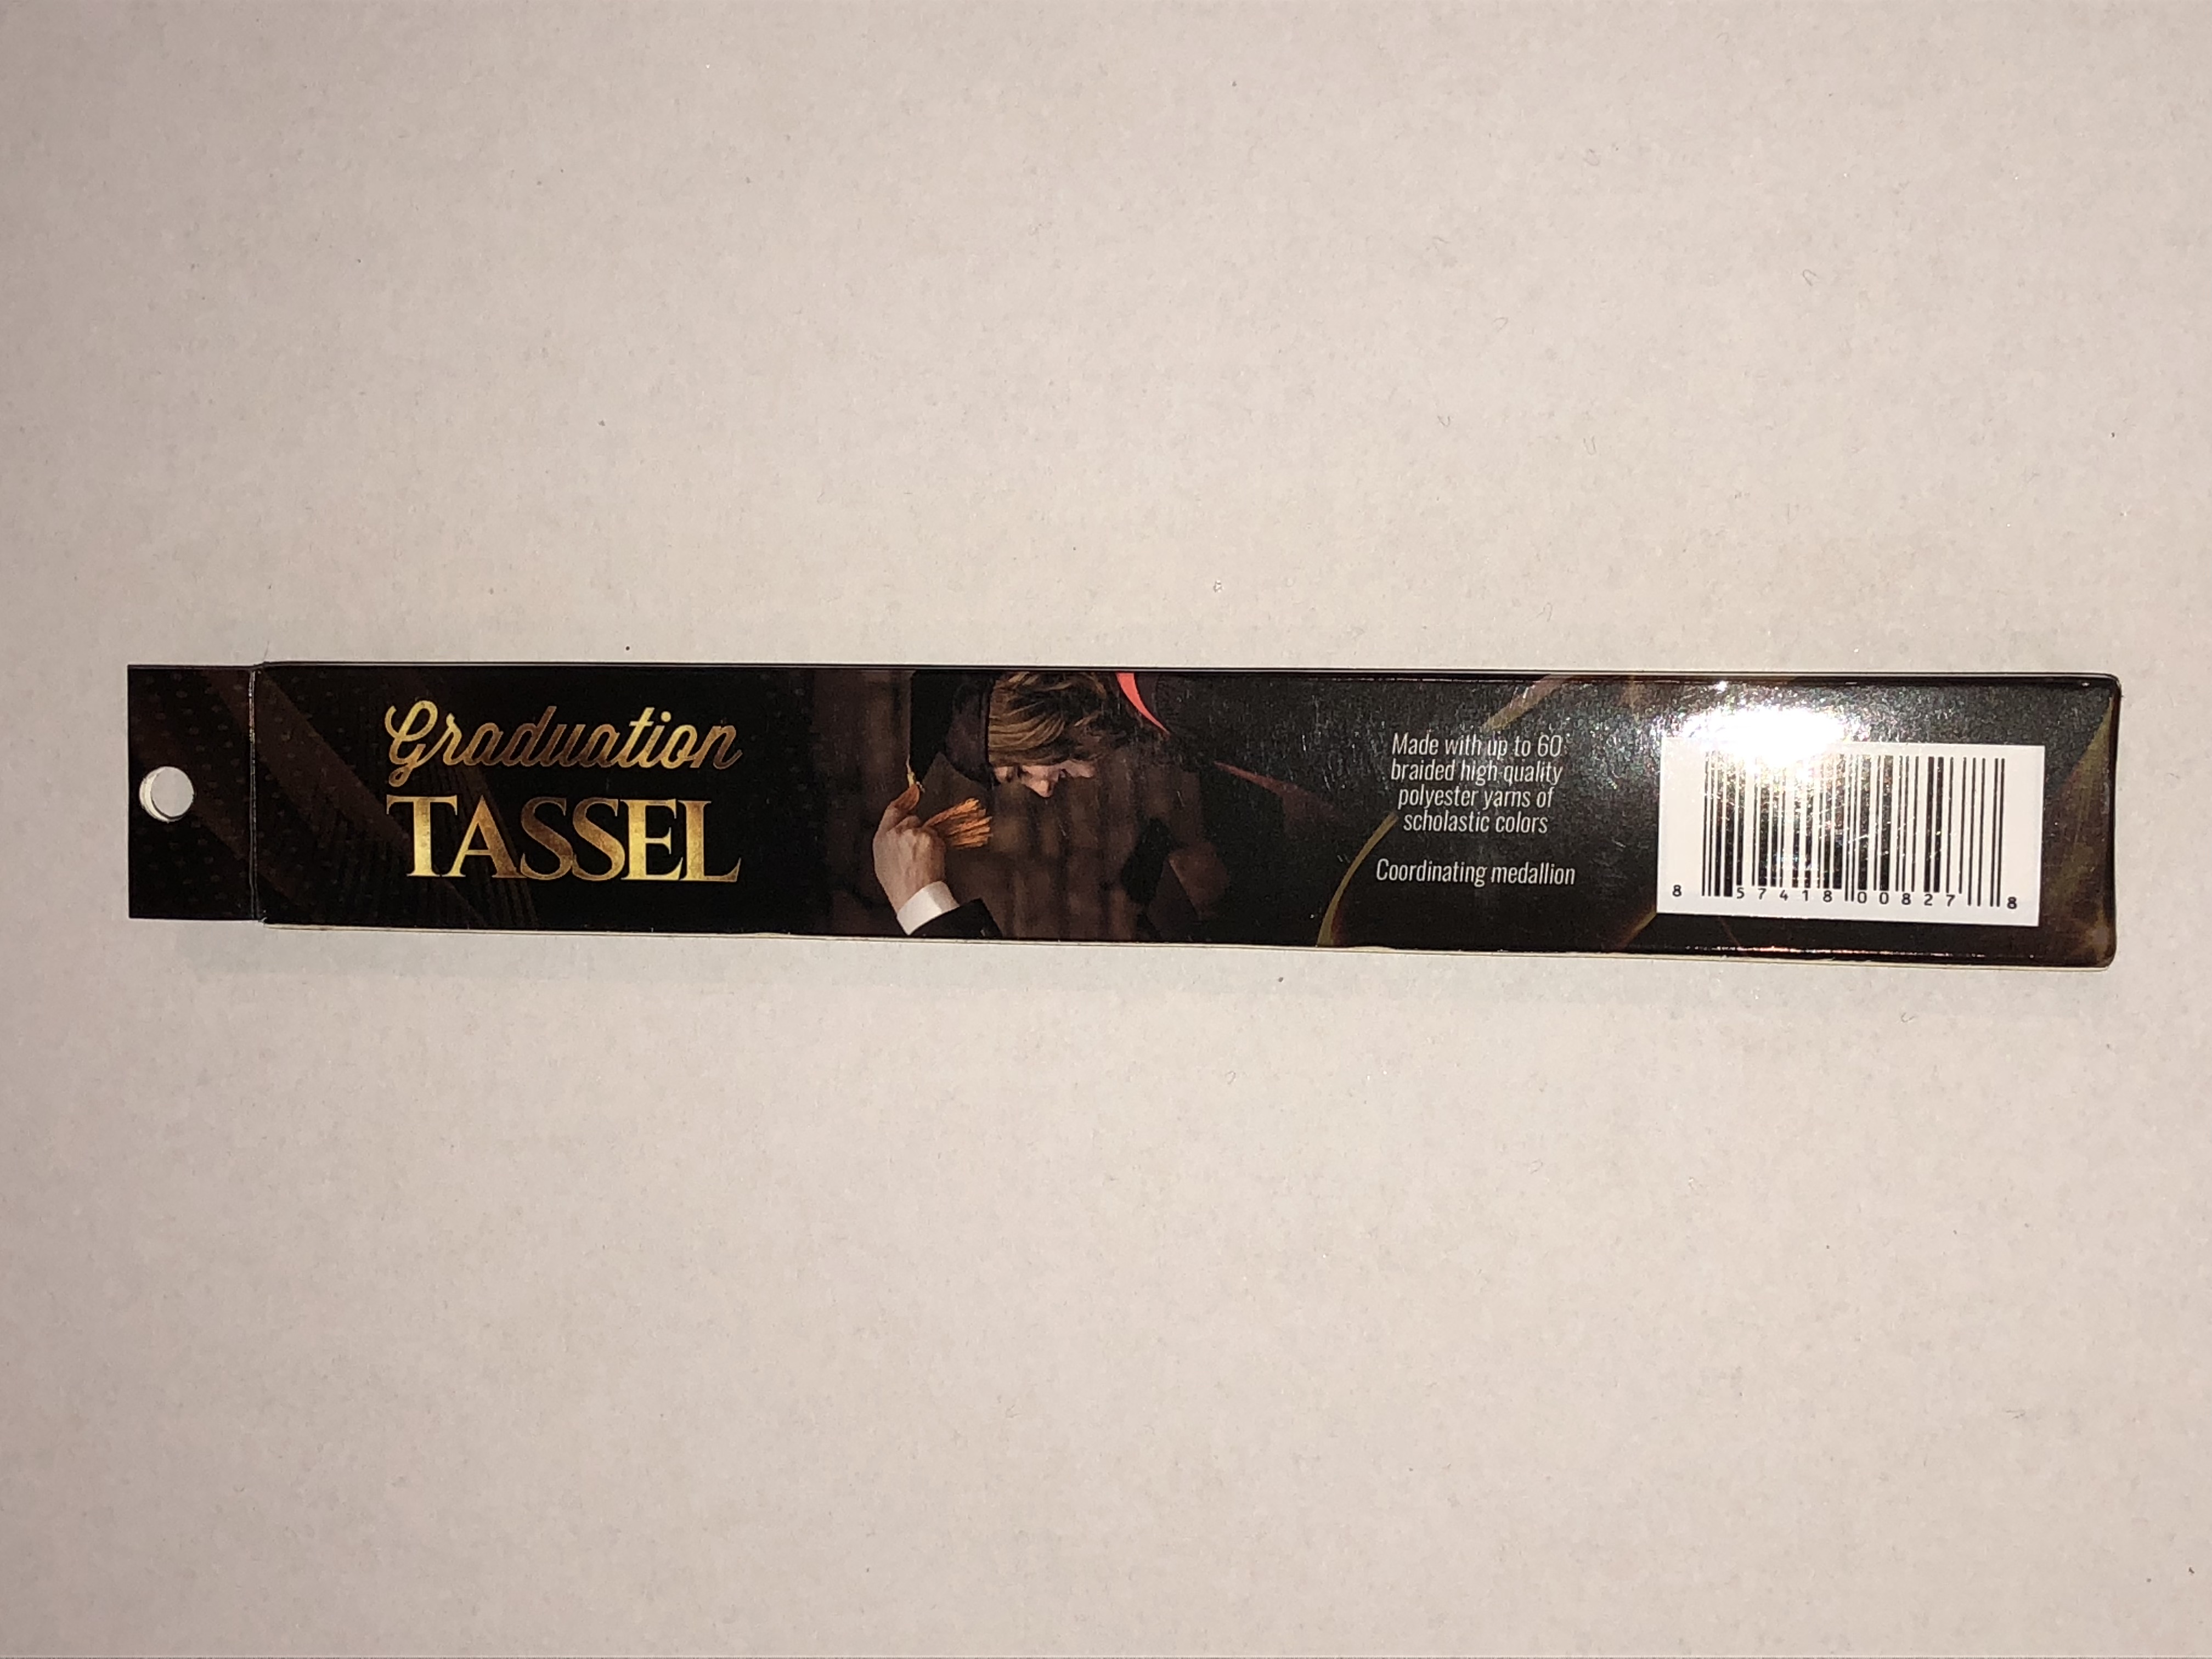 Graduation
TASSEL
Made with up to 60
braided high quality
polyester yarns of
scholastic colors
Coordinating medallion
8 57418 00827 8